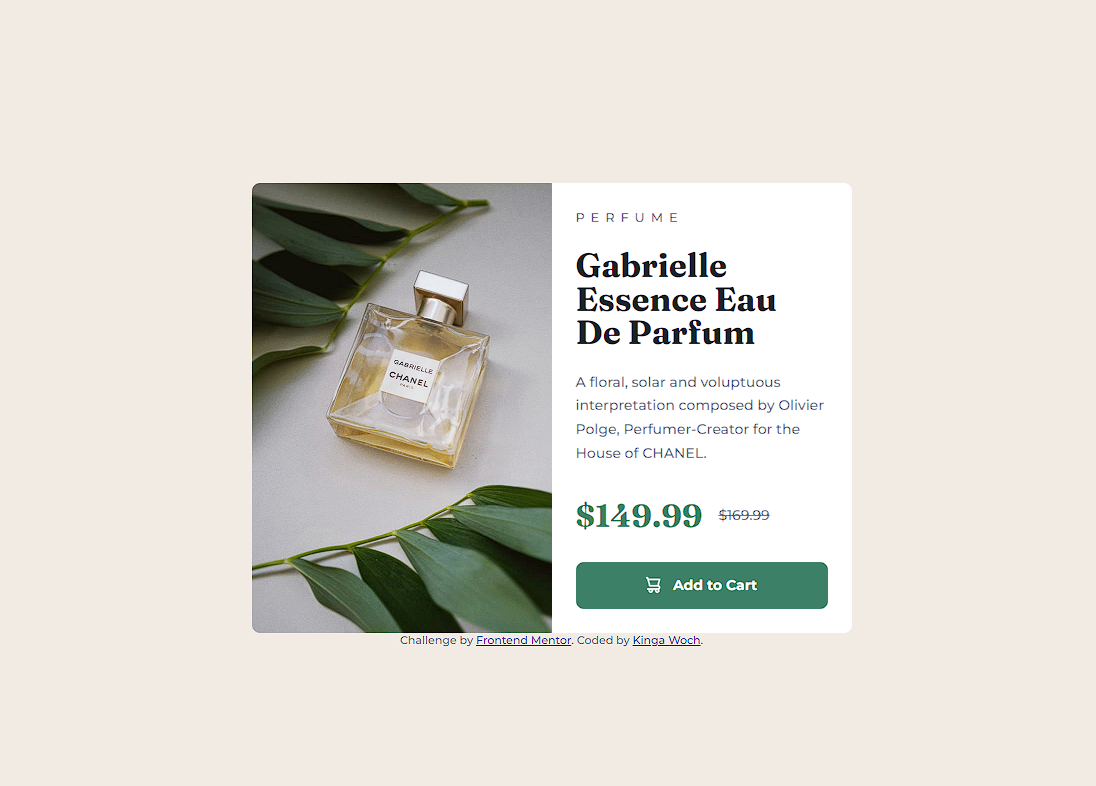 PERFUME
Gabrielle
Essence Eau
De Parfum
GABRIELLE
CHANEL
PARIS
A floral, solar and voluptuous
interpretation composed by Olivier
Polge, Perfumer-Creator for the
House of CHANEL.
$149.99 $169.99
Add to Cart
Challenge by Frontend Mentor. Coded by Kinga Woch.